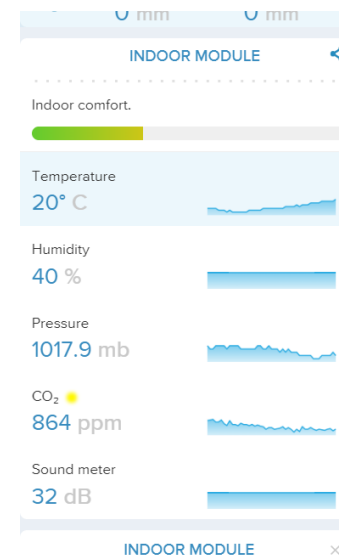 0 mm 0 mm
INDOOR MODULE
Indoor comfort.
Temperature
20° C
Humidity
40 %
Pressure
1017.9 mb
CO₂
864 ppm
Sound meter
32 dB
INDOOR MODULE ×